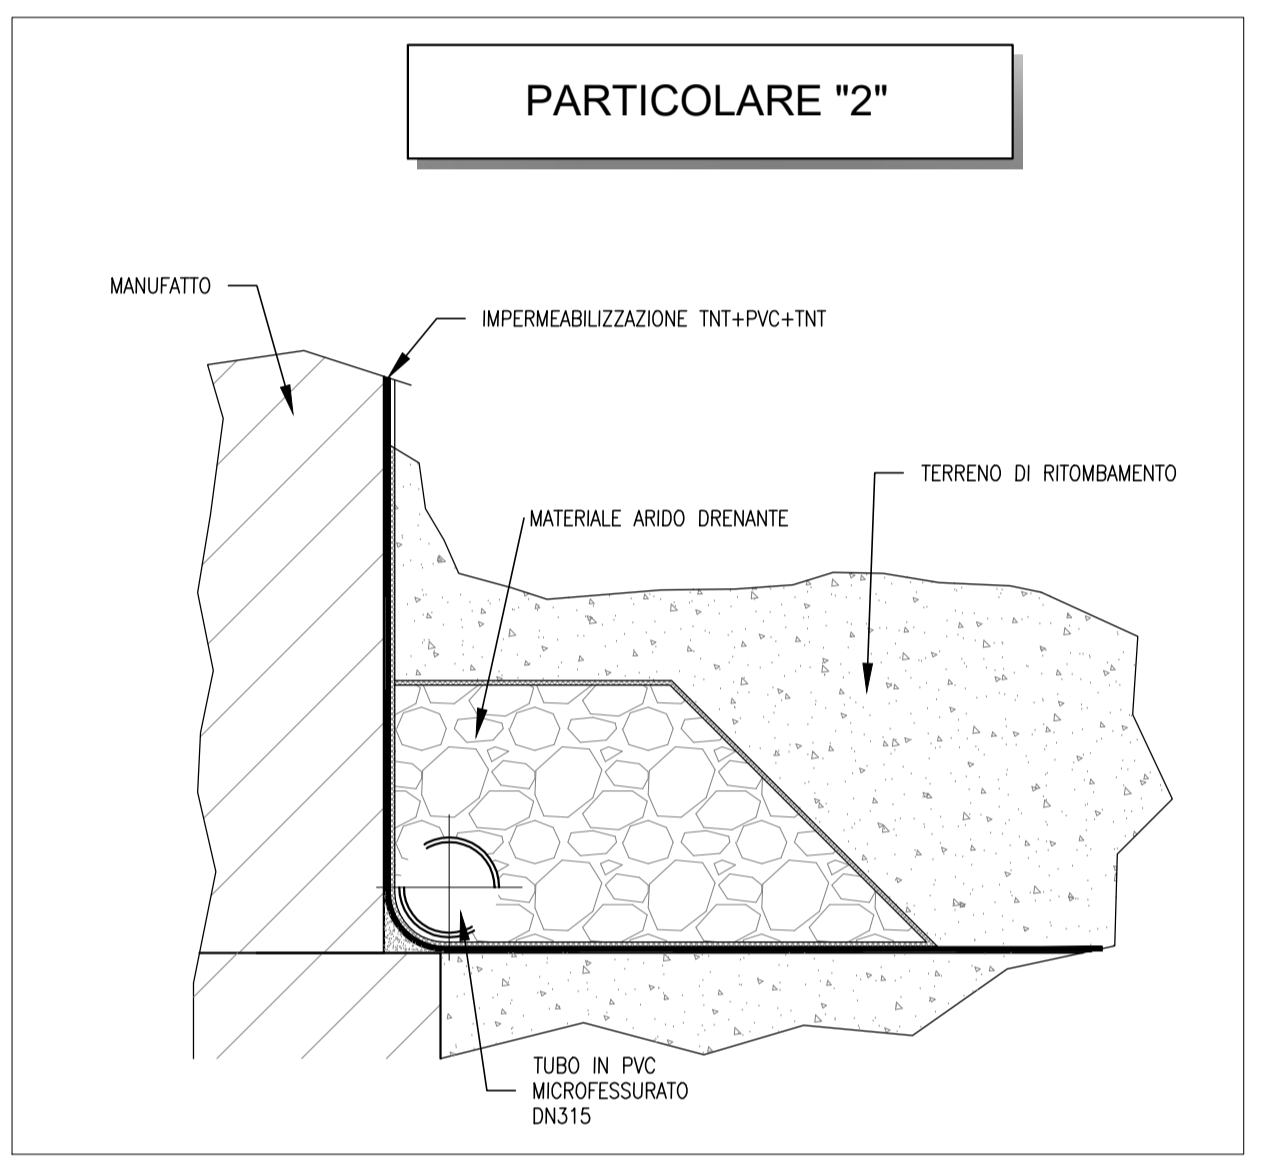 PARTICOLARE "2"
MANUFATTO
IMPERMEABILIZZAZIONE TNT+PVC+TNT
TERRENO DI RITOMBAMENTO
MATERIALE ARIDO DRENANTE
TUBO IN PVC
MICROFESSURATO
DN315